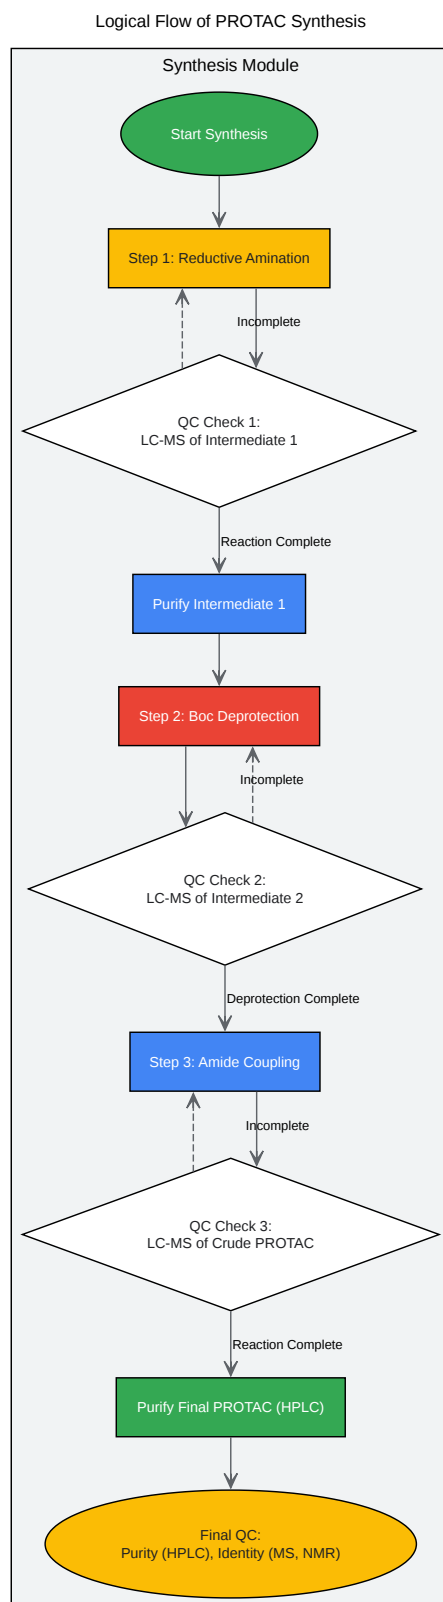 Logical Flow of PROTAC Synthesis
Synthesis Module
Start Synthesis
Step 1: Reductive Amination
Incomplete
QC Check 1:
LC-MS of Intermediate 1
Reaction Complete
Purify Intermediate 1
Step 2: Boc Deprotection
Incomplete
QC Check 2:
LC-MS of Intermediate 2
Deprotection Complete
Step 3: Amide Coupling
Incomplete
QC Check 3:
LC-MS of Crude PROTAC
Reaction Complete
Purify Final PROTAC (HPLC)
Final QC:
Purity (HPLC), Identity (MS, NMR)